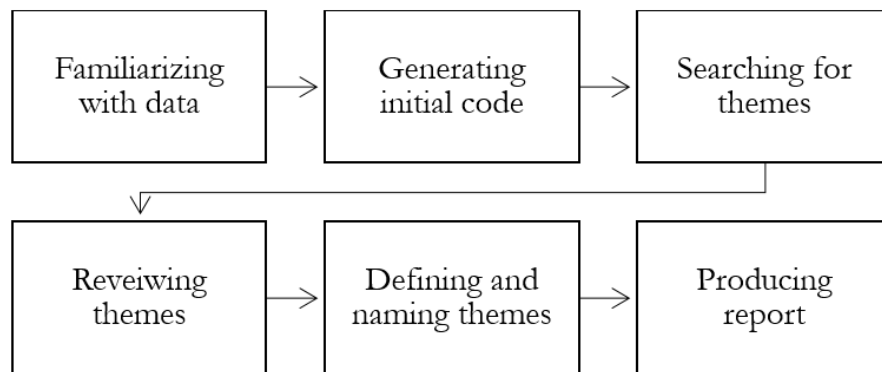 Familiarizing
with data
Generating
initial code
Searching for
themes
Reveiwing
themes
Defining and
naming themes
Producing
report